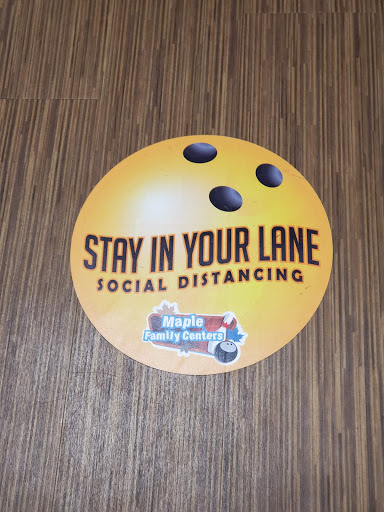 STAY IN YOUR LANE
SOCIAL DISTANCING
Maple
Family Centers